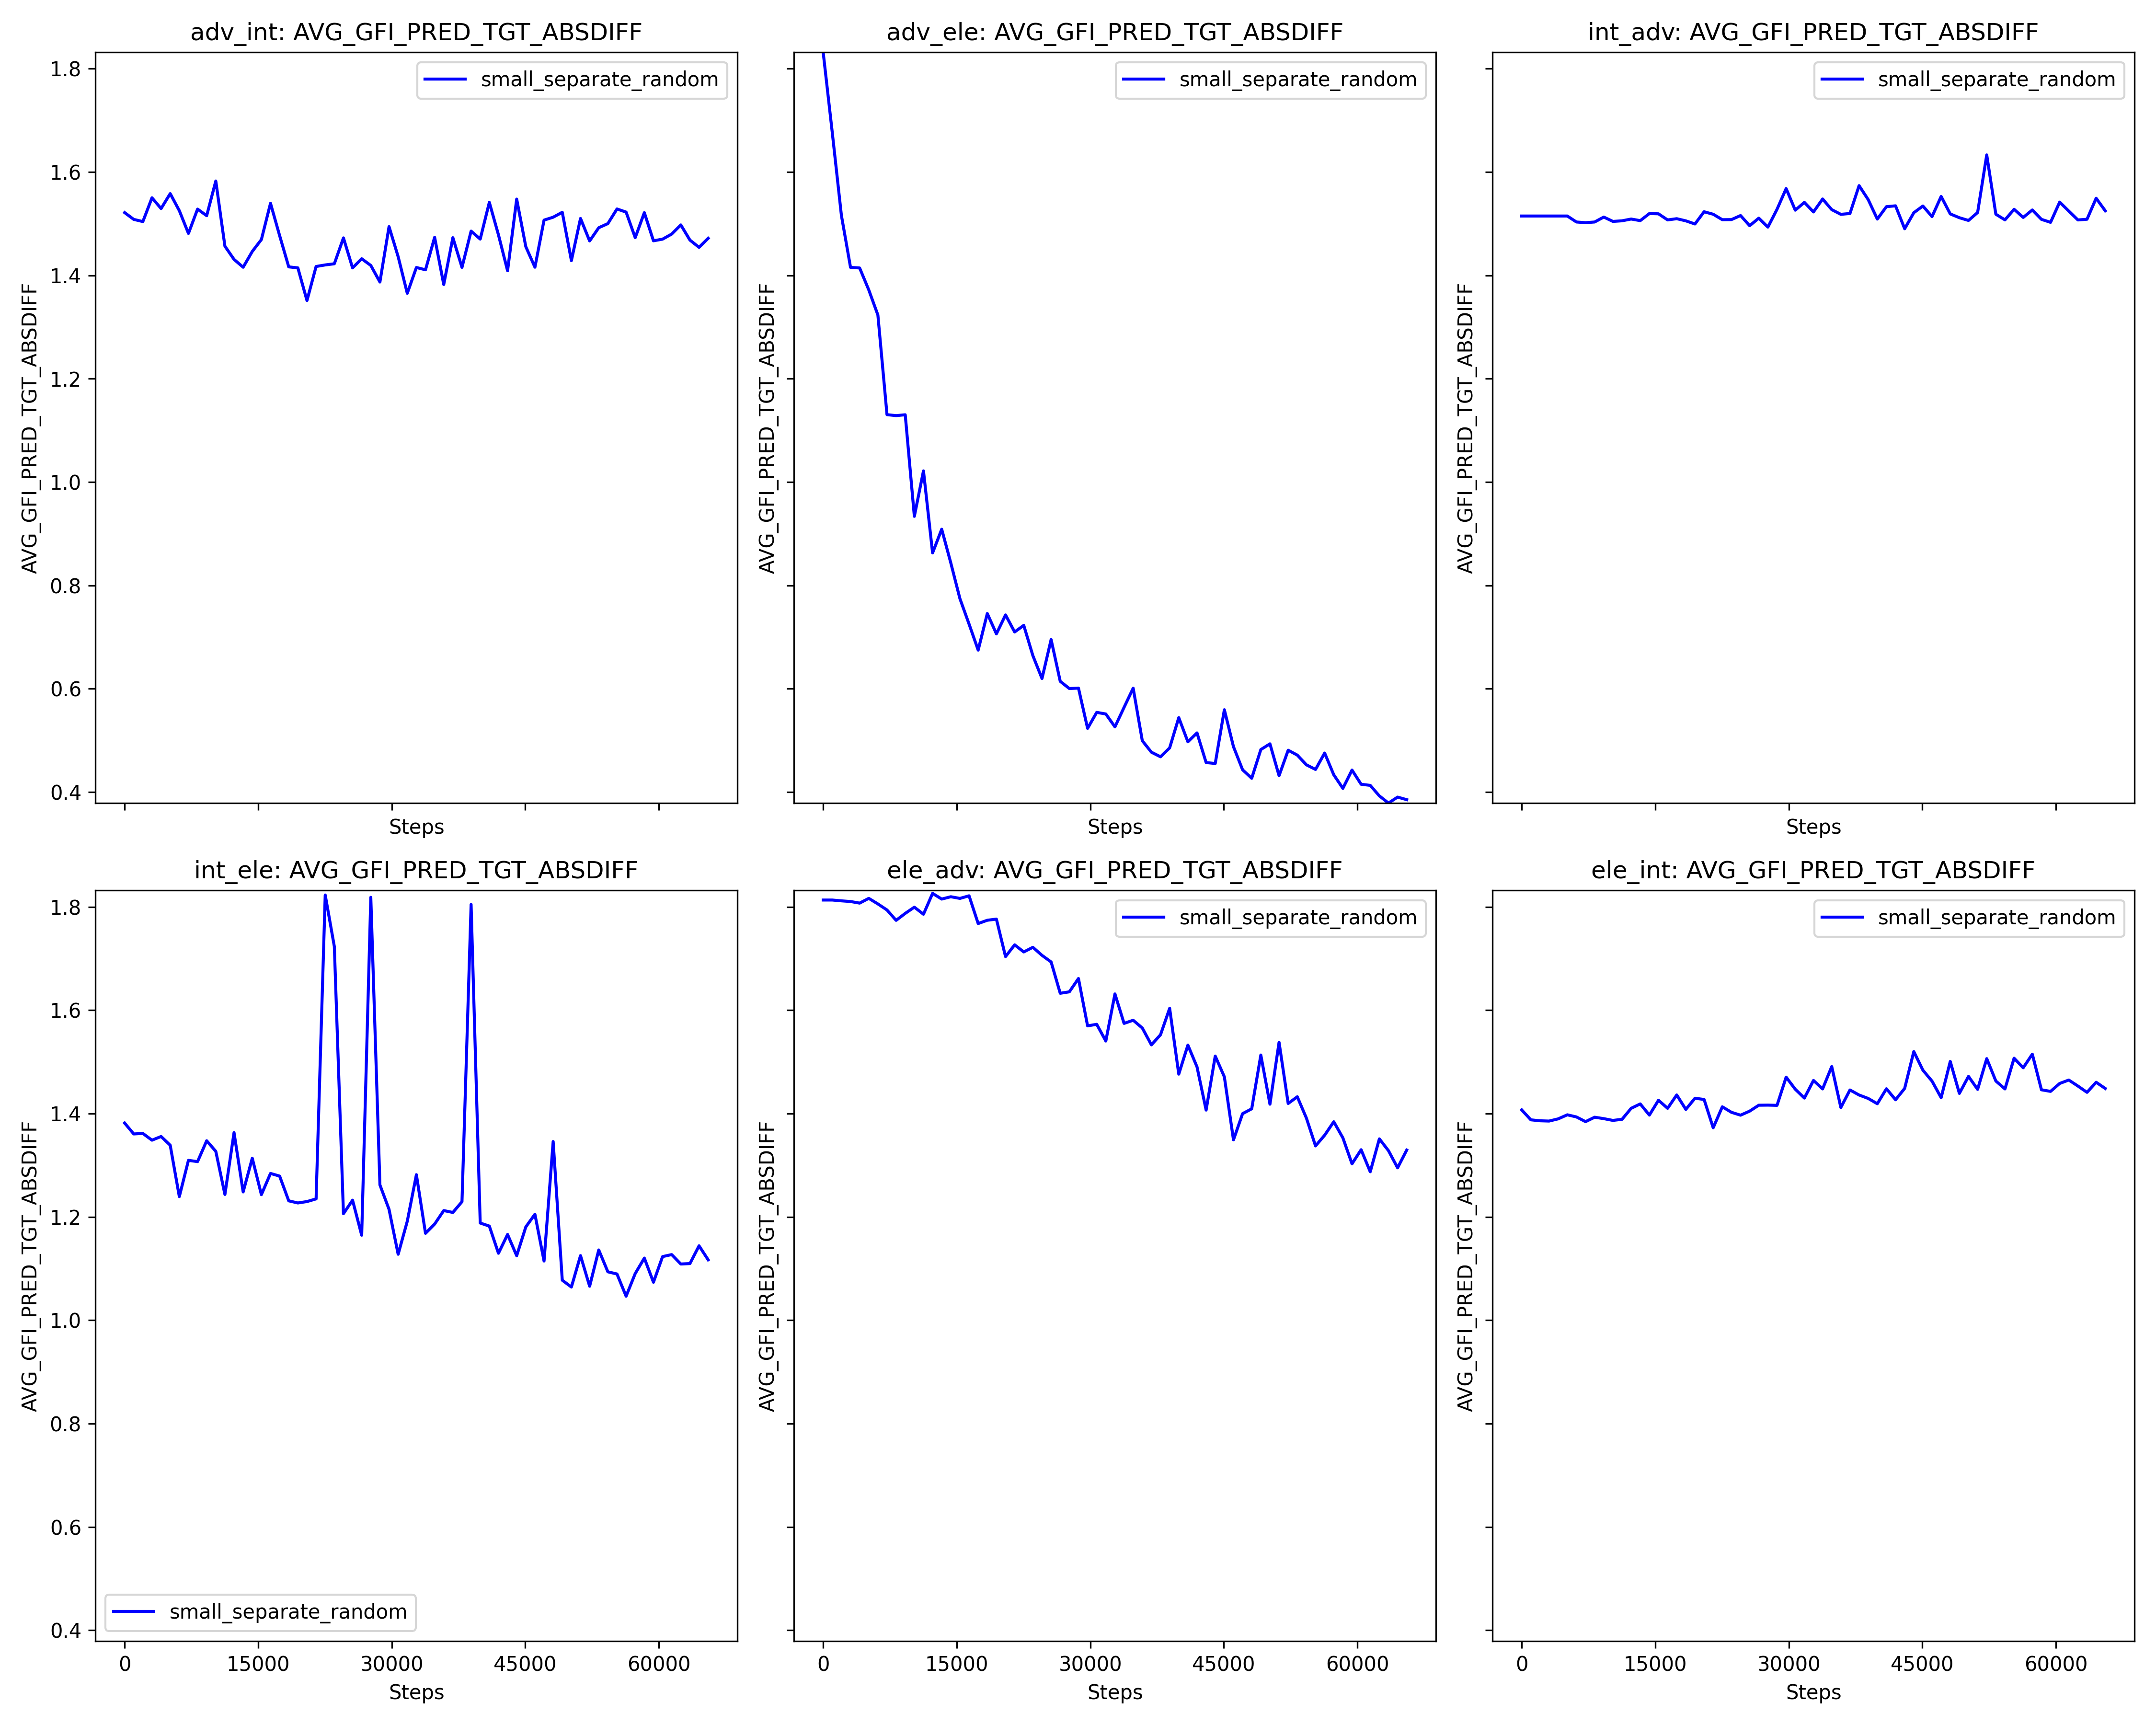 adv_int: AVG_GFI_PRED_TGT_ABSDIFF
adv_ele: AVG_GFI_PRED_TGT_ABSDIFF
int_adv: AVG_GFI_PRED_TGT_ABSDIFF
small_separate_random
small_separate_random
small_separate_random
AVG_GFI_PRED_TGT_ABSDIFF
AVG_GFI_PRED_TGT_ABSDIFF
AVG_GFI_PRED_TGT_ABSDIFF
1.8
1.6
1.4
1.2
1.0
0.8
0.6
0.4
Steps
Steps
Steps
int_ele: AVG_GFI_PRED_TGT_ABSDIFF
ele_adv: AVG_GFI_PRED_TGT_ABSDIFF
ele_int: AVG_GFI_PRED_TGT_ABSDIFF
small_separate_random
small_separate_random
AVG_GFI_PRED_TGT_ABSDIFF
AVG_GFI_PRED_TGT_ABSDIFF
AVG_GFI_PRED_TGT_ABSDIFF
1.8
1.6
1.4
1.2
1.0
0.8
0.6
0.4
small_separate_random
0 15000 30000 45000 60000
0 15000 30000 45000 60000
0 15000 30000 45000 60000
Steps
Steps
Steps